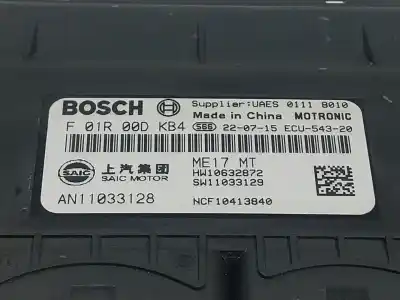 BOSCH Supplier:UAES 0111 B010
Made in China MOTRONIC
F 01R 00D KB4 22-07-15 ECU-543-20
SAIC 上汽集团 ME17 MT
SAIC MOTOR HW10632872
SW11033129
AN11033128 NCF10413840